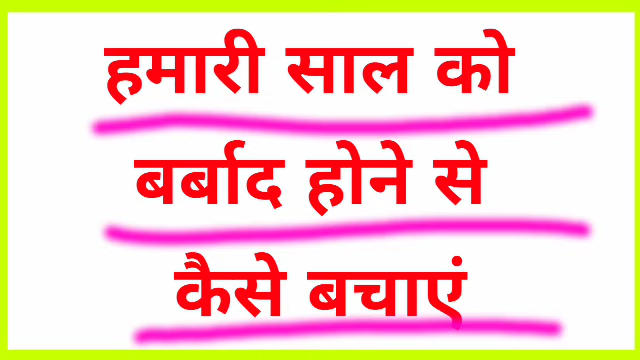 हमारी साल को
बर्बाद होने से
कैसे बचाएं